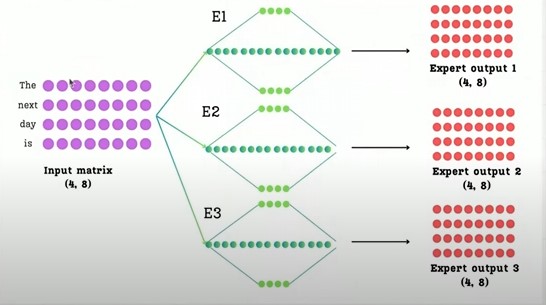 E1
Expert output 1
(4, 8)
The
next
day
is
Input matrix
(4, 8)
E2
Expert output 2
(4, 8)
E3
Expert output 3
(4, 8)